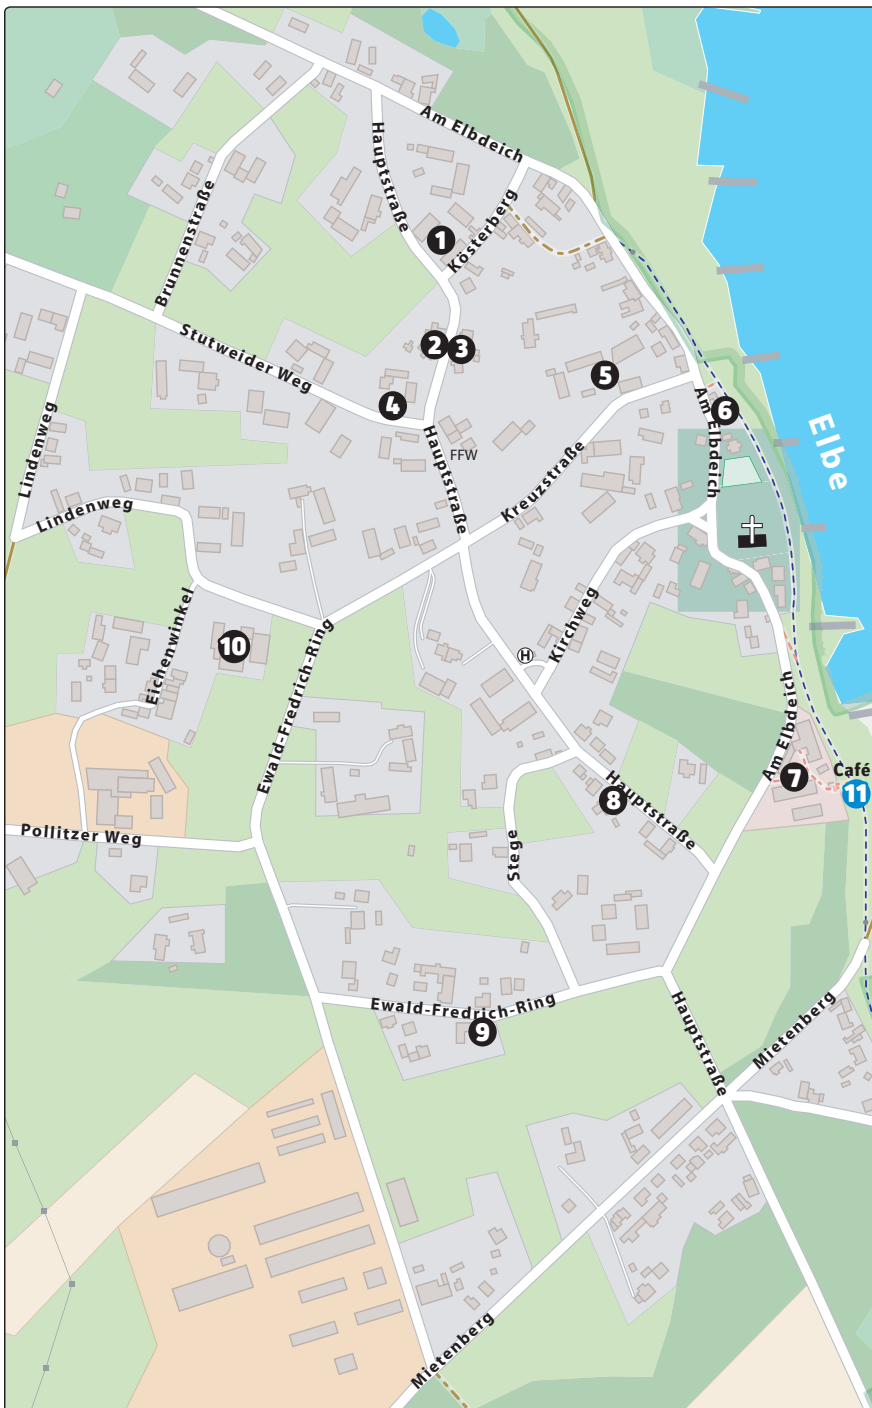 Am Elbdeich
Hauptstraße
Brunnenstraße
1
Kösterberg
Stutweider Weg
2
3
4
5
6
Am Elbdeich
Elbe
Lindenweg
Hauptstraße
FFW
Kreuzstraße
Lindenweg
Eichenwinkel
10
Ewald-Fredrich-Ring
H
Kirchweg
Am Elbdeich
7
Café
11
Hauptstraße
8
Pollitzer Weg
Stege
Ewald-Fredrich-Ring
9
Hauptstraße
Mietenberg
Mietenberg